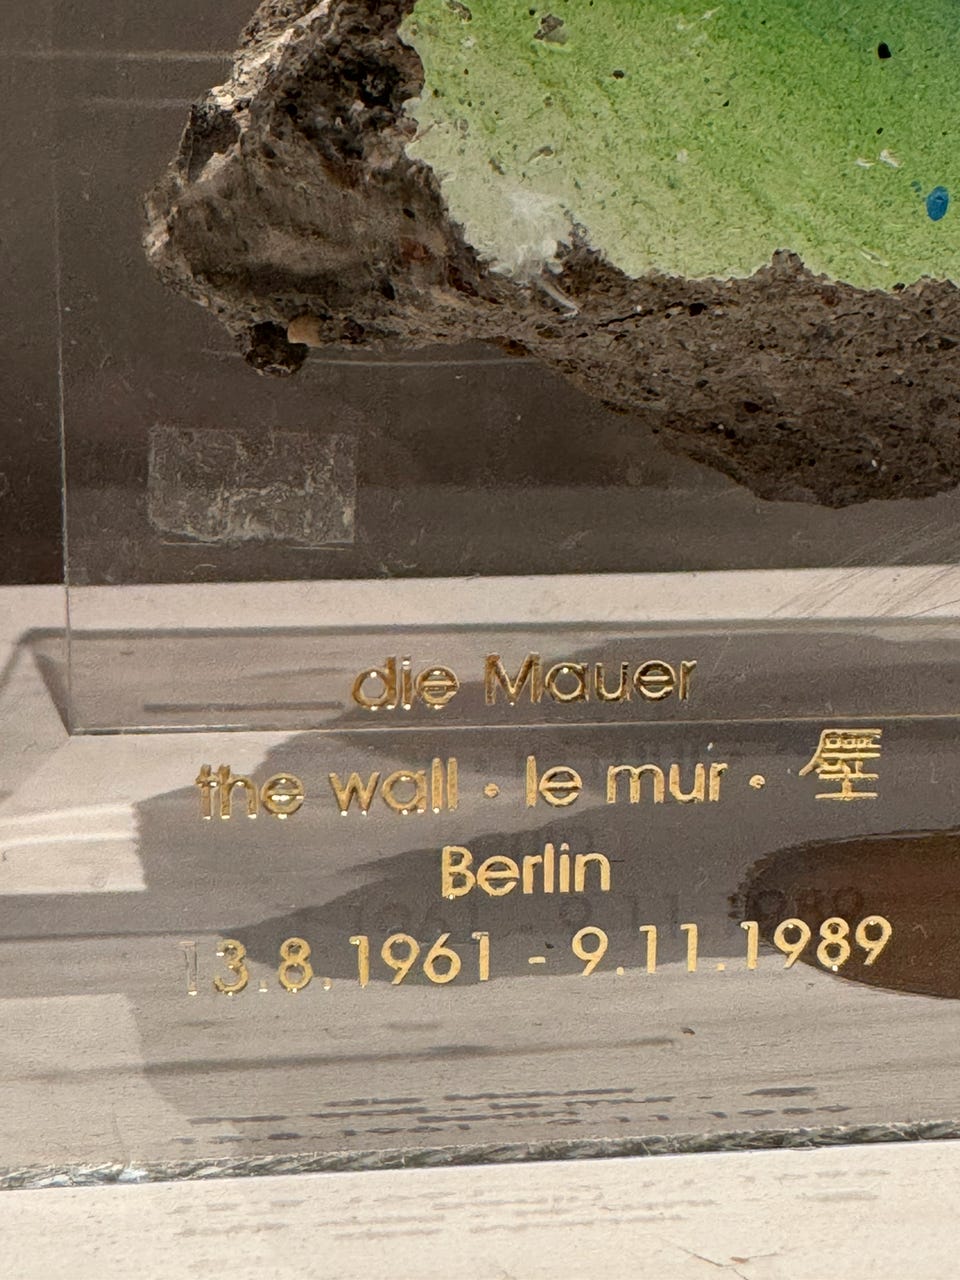 die Mauer
the wall • le mur • 壁
Berlin
13.8.1961 - 9.11.1989